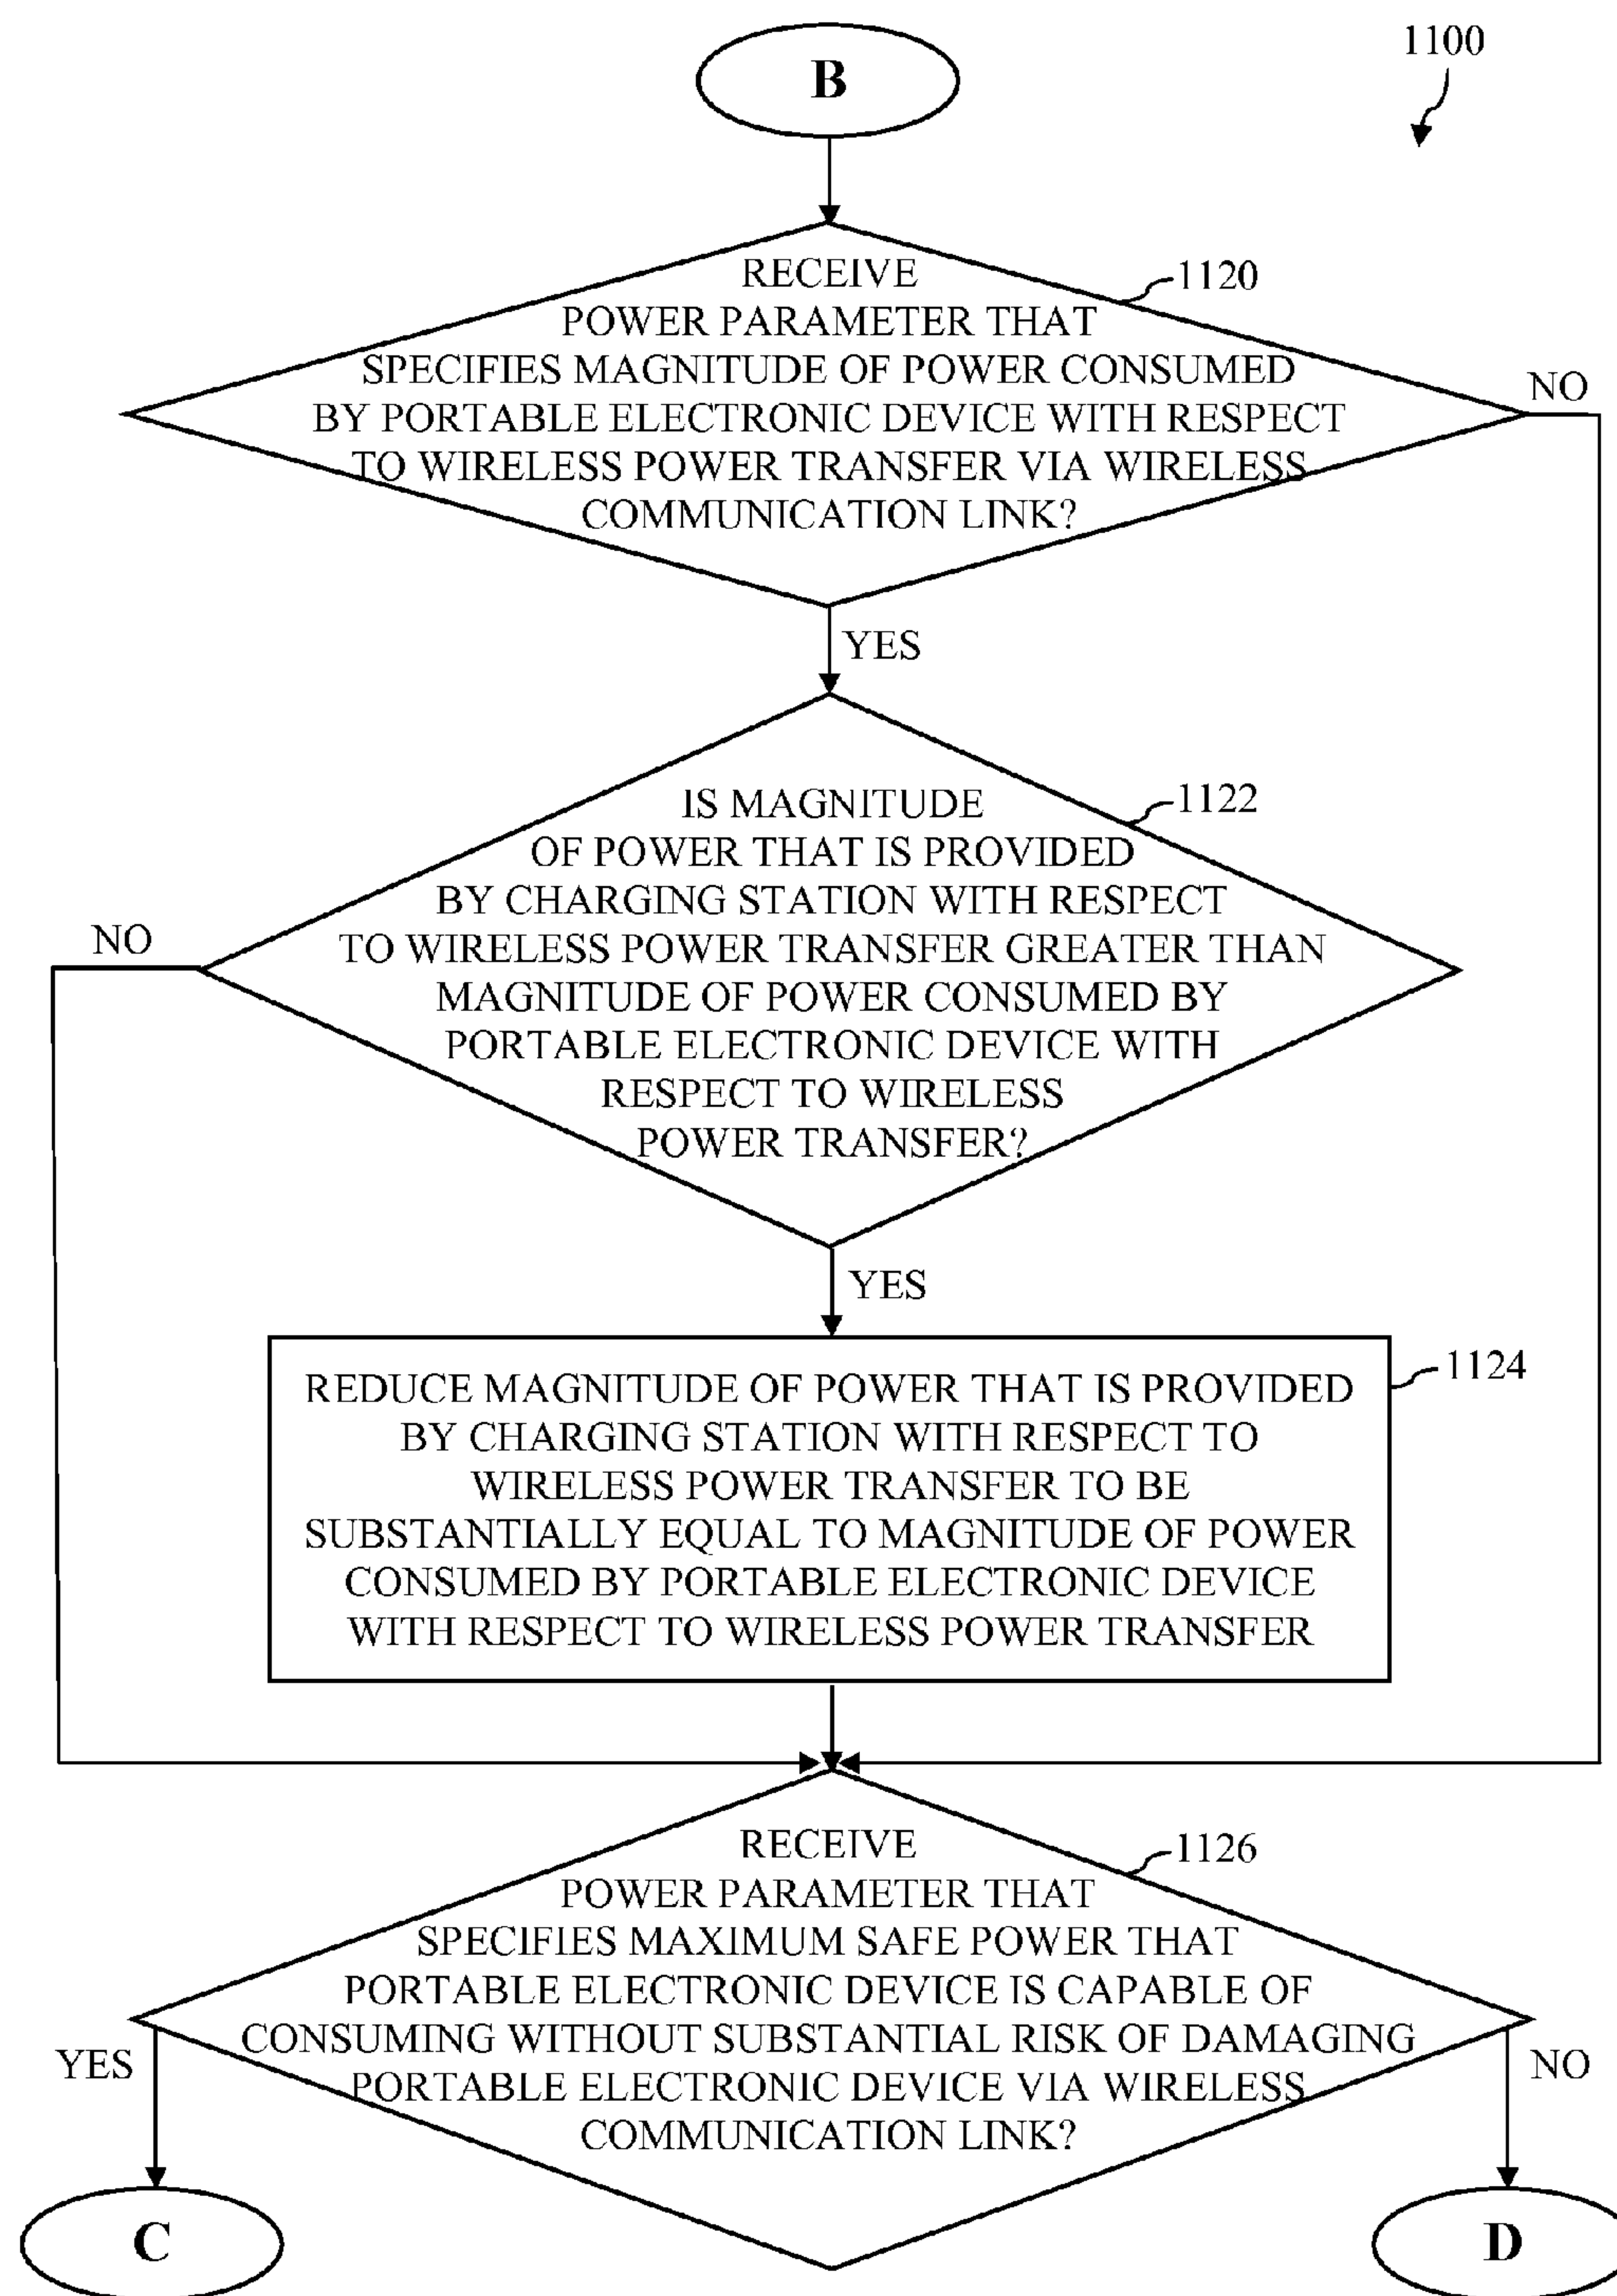 1100
B
1120
RECEIVE
POWER PARAMETER THAT
SPECIFIES MAGNITUDE OF POWER CONSUMED
BY PORTABLE ELECTRONIC DEVICE WITH RESPECT
TO WIRELESS POWER TRANSFER VIA WIRELESS
COMMUNICATION LINK?
NO
YES
1122
IS MAGNITUDE
OF POWER THAT IS PROVIDED
BY CHARGING STATION WITH RESPECT
TO WIRELESS POWER TRANSFER GREATER THAN
MAGNITUDE OF POWER CONSUMED BY
PORTABLE ELECTRONIC DEVICE WITH
RESPECT TO WIRELESS
POWER TRANSFER?
NO
YES
1124
REDUCE MAGNITUDE OF POWER THAT IS PROVIDED
BY CHARGING STATION WITH RESPECT TO
WIRELESS POWER TRANSFER TO BE
SUBSTANTIALLY EQUAL TO MAGNITUDE OF POWER
CONSUMED BY PORTABLE ELECTRONIC DEVICE
WITH RESPECT TO WIRELESS POWER TRANSFER
1126
RECEIVE
POWER PARAMETER THAT
SPECIFIES MAXIMUM SAFE POWER THAT
PORTABLE ELECTRONIC DEVICE IS CAPABLE OF
CONSUMING WITHOUT SUBSTANTIAL RISK OF DAMAGING
PORTABLE ELECTRONIC DEVICE VIA WIRELESS
COMMUNICATION LINK?
YES
NO
C
D